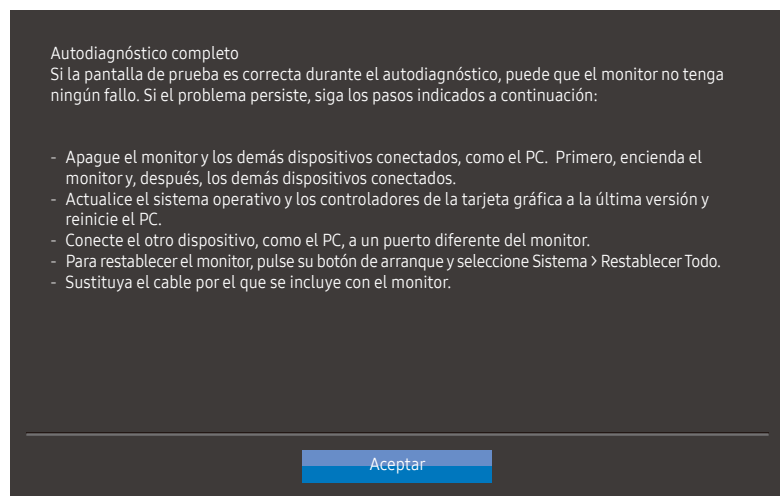 Autodiagnóstico completo
Si la pantalla de prueba es correcta durante el autodiagnóstico, puede que el monitor no tenga
ningún fallo. Si el problema persiste, siga los pasos indicados a continuación:
- Apague el monitor y los demás dispositivos conectados, como el PC. Primero, encienda el
monitor y, después, los demás dispositivos conectados.
- Actualice el sistema operativo y los controladores de la tarjeta gráfica a la última versión y
reinicie el PC.
- Conecte el otro dispositivo, como el PC, a un puerto diferente del monitor.
- Para restablecer el monitor, pulse su botón de arranque y seleccione Sistema > Restablecer Todo.
- Sustituya el cable por el que se incluye con el monitor.
Aceptar